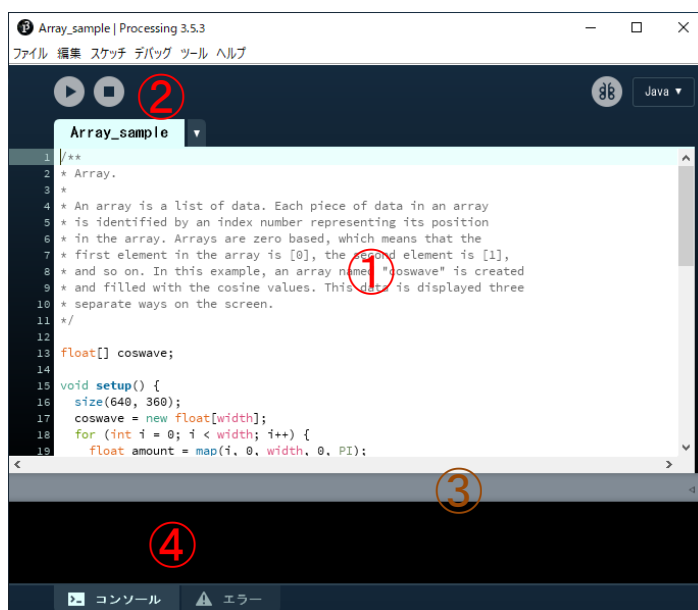 Array_sample | Processing 3.5.3
ファイル 編集 スケッチ デバッグ ツール ヘルプ
②
Java ▼
Array_sample ▼
1 /**
2 * Array.
3 *
4 * An array is a list of data. Each piece of data in an array
5 * is identified by an index number representing its position
6 * in the array. Arrays are zero based, which means that the
7 * first element in the array is [0], the second element is [1],
8 * and so on. In this example, an array named "coswave" is created
9 * and filled with the cosine values. This data is displayed three
10 * separate ways on the screen.
11 */
12
13 float[] coswave;
14
15 void setup() {
16 size(640, 360);
17 coswave = new float[width];
18 for (int i = 0; i < width; i++) {
19 float amount = map(i, 0, width, 0, PI);
①
③
④
コンソール エラー